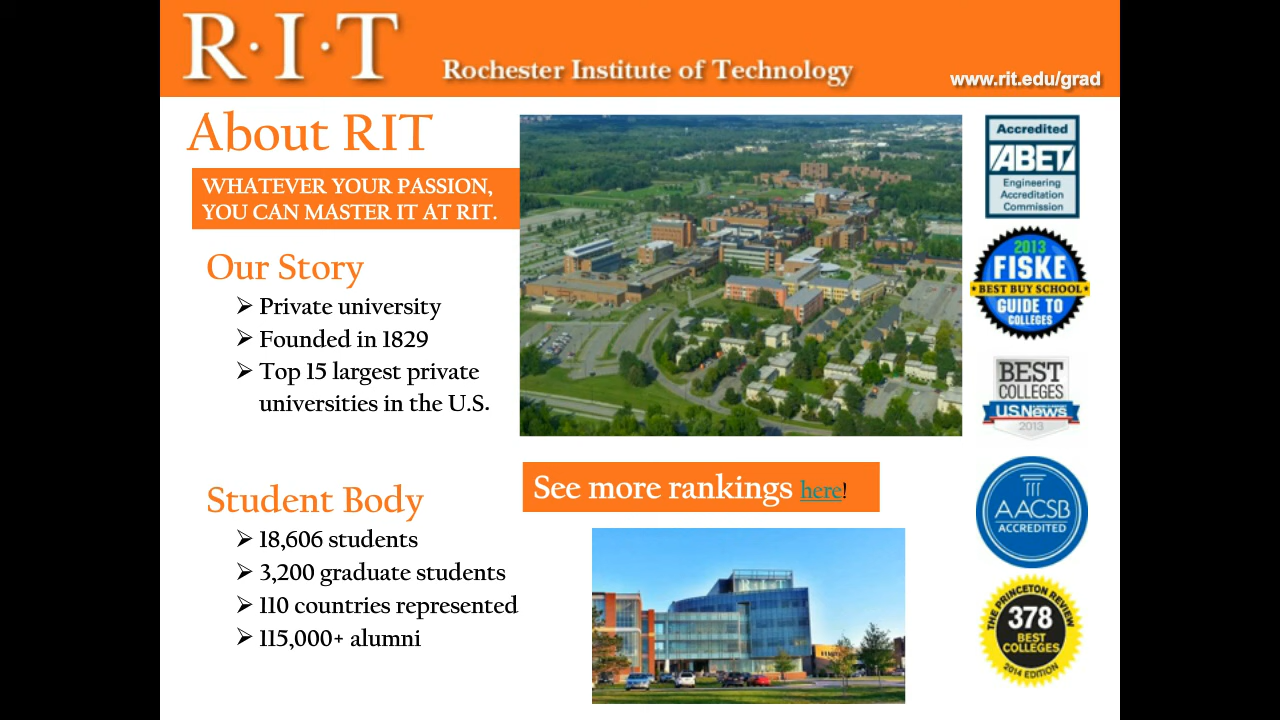 R·I·T
Rochester Institute of Technology
www.rit.edu/grad
About RIT
WHATEVER YOUR PASSION,
YOU CAN MASTER IT AT RIT.
Our Story
Private university
Founded in 1829
Top 15 largest private
universities in the U.S.
Student Body
18,606 students
3,200 graduate students
110 countries represented
115,000+ alumni
See more rankings here!
Accredited
ABET
Engineering
Accreditation
Commission
2013
FISKE
BEST BUY SCHOOL
GUIDE TO
COLLEGES
BEST
COLLEGES
U.S.News
2013
AACSB
ACCREDITED
THE PRINCETON REVIEW
378
BEST
COLLEGES
2014 EDITION